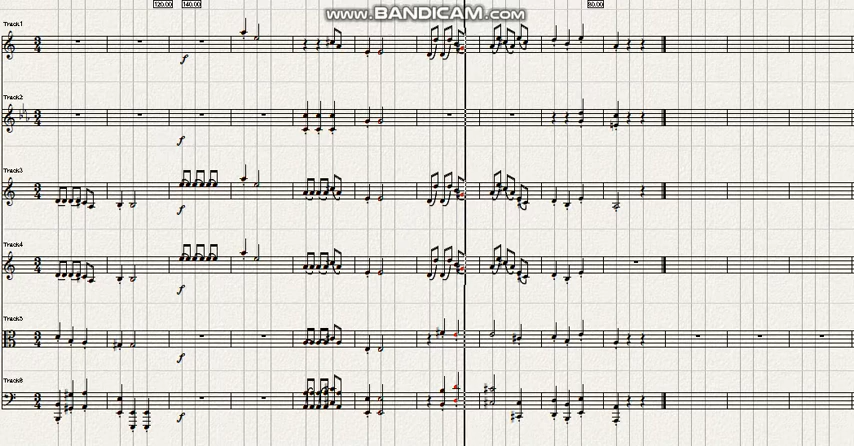 120.00 140.00 www.BANDICAM.com 80.00
Track1
f
Track2
f
Track3
f
Track4
f
Track5
f
Track6
f